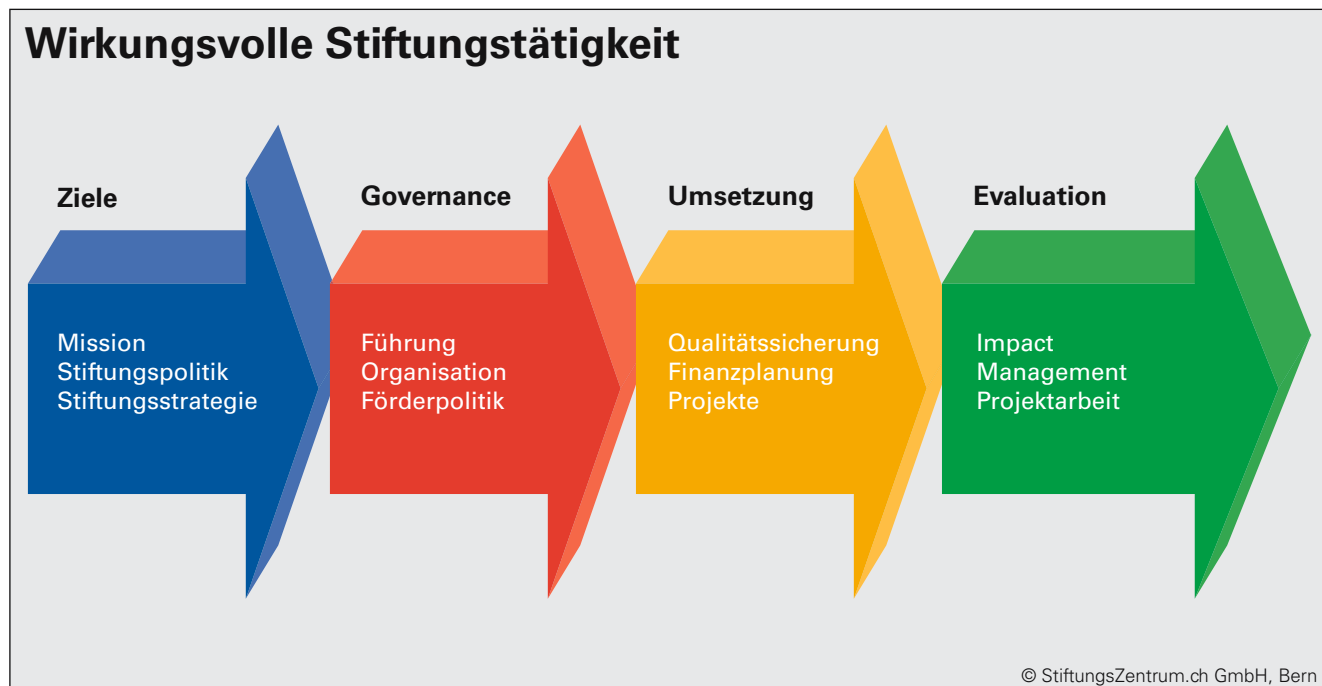 Wirkungsvolle Stiftungstätigkeit
Ziele
Mission
Stiftungspolitik
Stiftungsstrategie
Governance
Führung
Organisation
Förderpolitik
Umsetzung
Qualitätssicherung
Finanzplanung
Projekte
Evaluation
Impact
Management
Projektarbeit
© StiftungsZentrum.ch GmbH, Bern